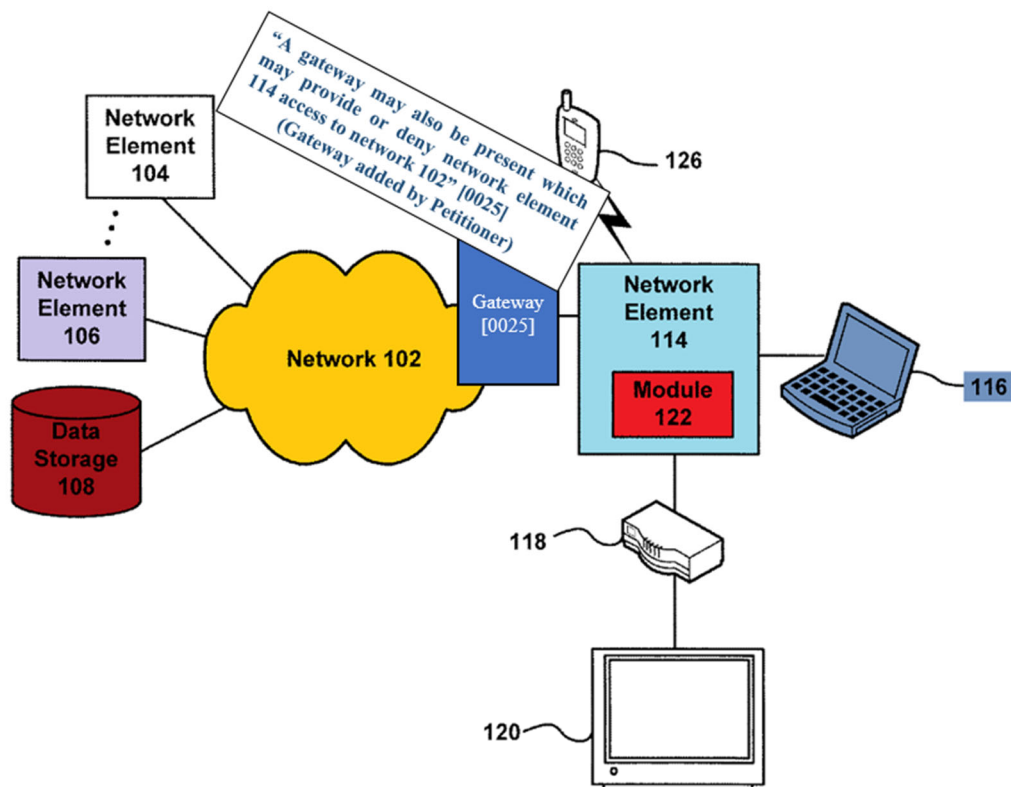 “A gateway may also be present which
may provide or deny network element
114 access to network 102” [0025]
(Gateway added by Petitioner)
Network
Element
104
126
Network
Element
106
Network 102
Gateway
[0025]
Network
Element
114
Module
122
116
Data
Storage
108
118
120